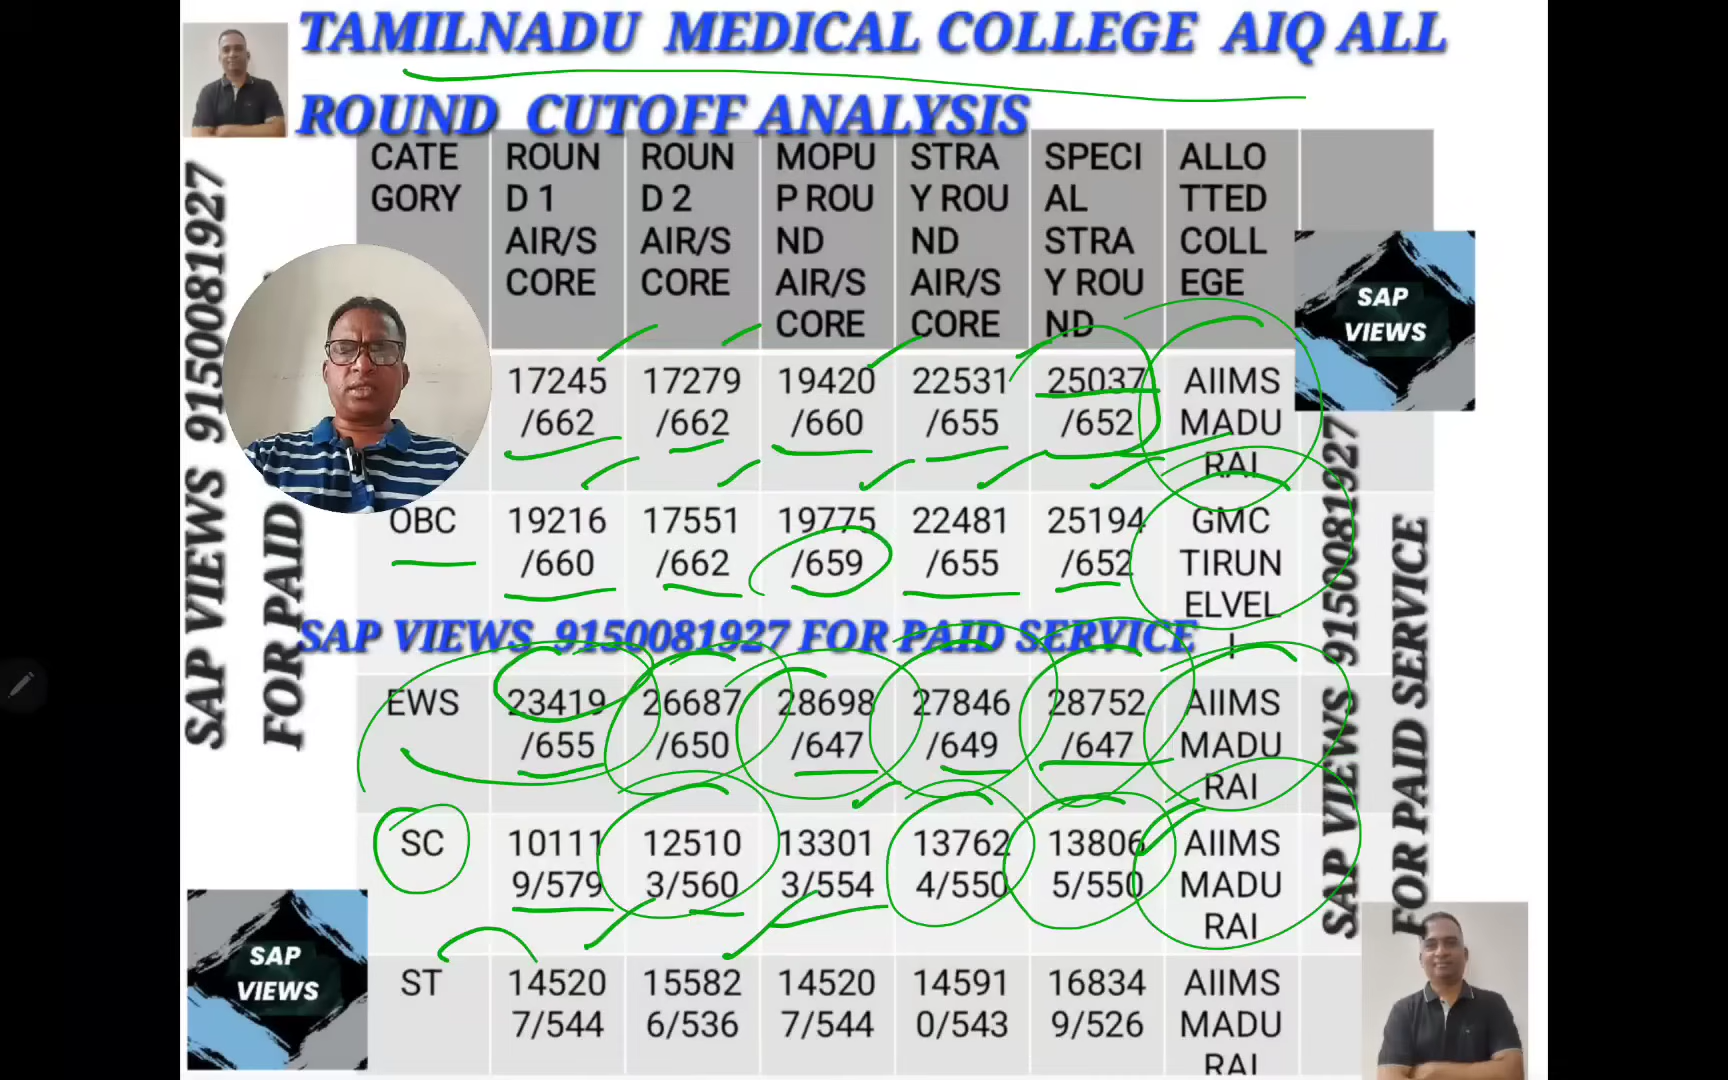 TAMILNADU MEDICAL COLLEGE AIQ ALL
ROUND CUTOFF ANALYSIS
CATE
GORY
ROUN
D 1
AIR/S
CORE
ROUN
D 2
AIR/S
CORE
MOPU
P ROU
ND
AIR/S
CORE
STRA
Y ROU
ND
AIR/S
CORE
SPECI
AL
STRA
Y ROU
ND
ALLO
TTED
COLL
EGE
17245
/662
17279
/662
19420
/660
22531
/655
25037
/652
AIIMS
MADU
RAI
OBC
19216
/660
17551
/662
19775
/659
22481
/655
25194
/652
GMC
TIRUN
ELVEL
I
SAP VIEWS 9150081927 FOR PAID SERVICE
EWS
23419
/655
26687
/650
28698
/647
27846
/649
28752
/647
AIIMS
MADU
RAI
SC
10111
9/579
12510
3/560
13301
3/554
13762
4/550
13806
5/550
AIIMS
MADU
RAI
ST
14520
7/544
15582
6/536
14520
7/544
14591
0/543
16834
9/526
AIIMS
MADU
RAI
SAP VIEWS 9150081927
FOR PAID
SAP
VIEWS
SAP VIEWS 9150081927
FOR PAID SERVICE
SAP
VIEWS